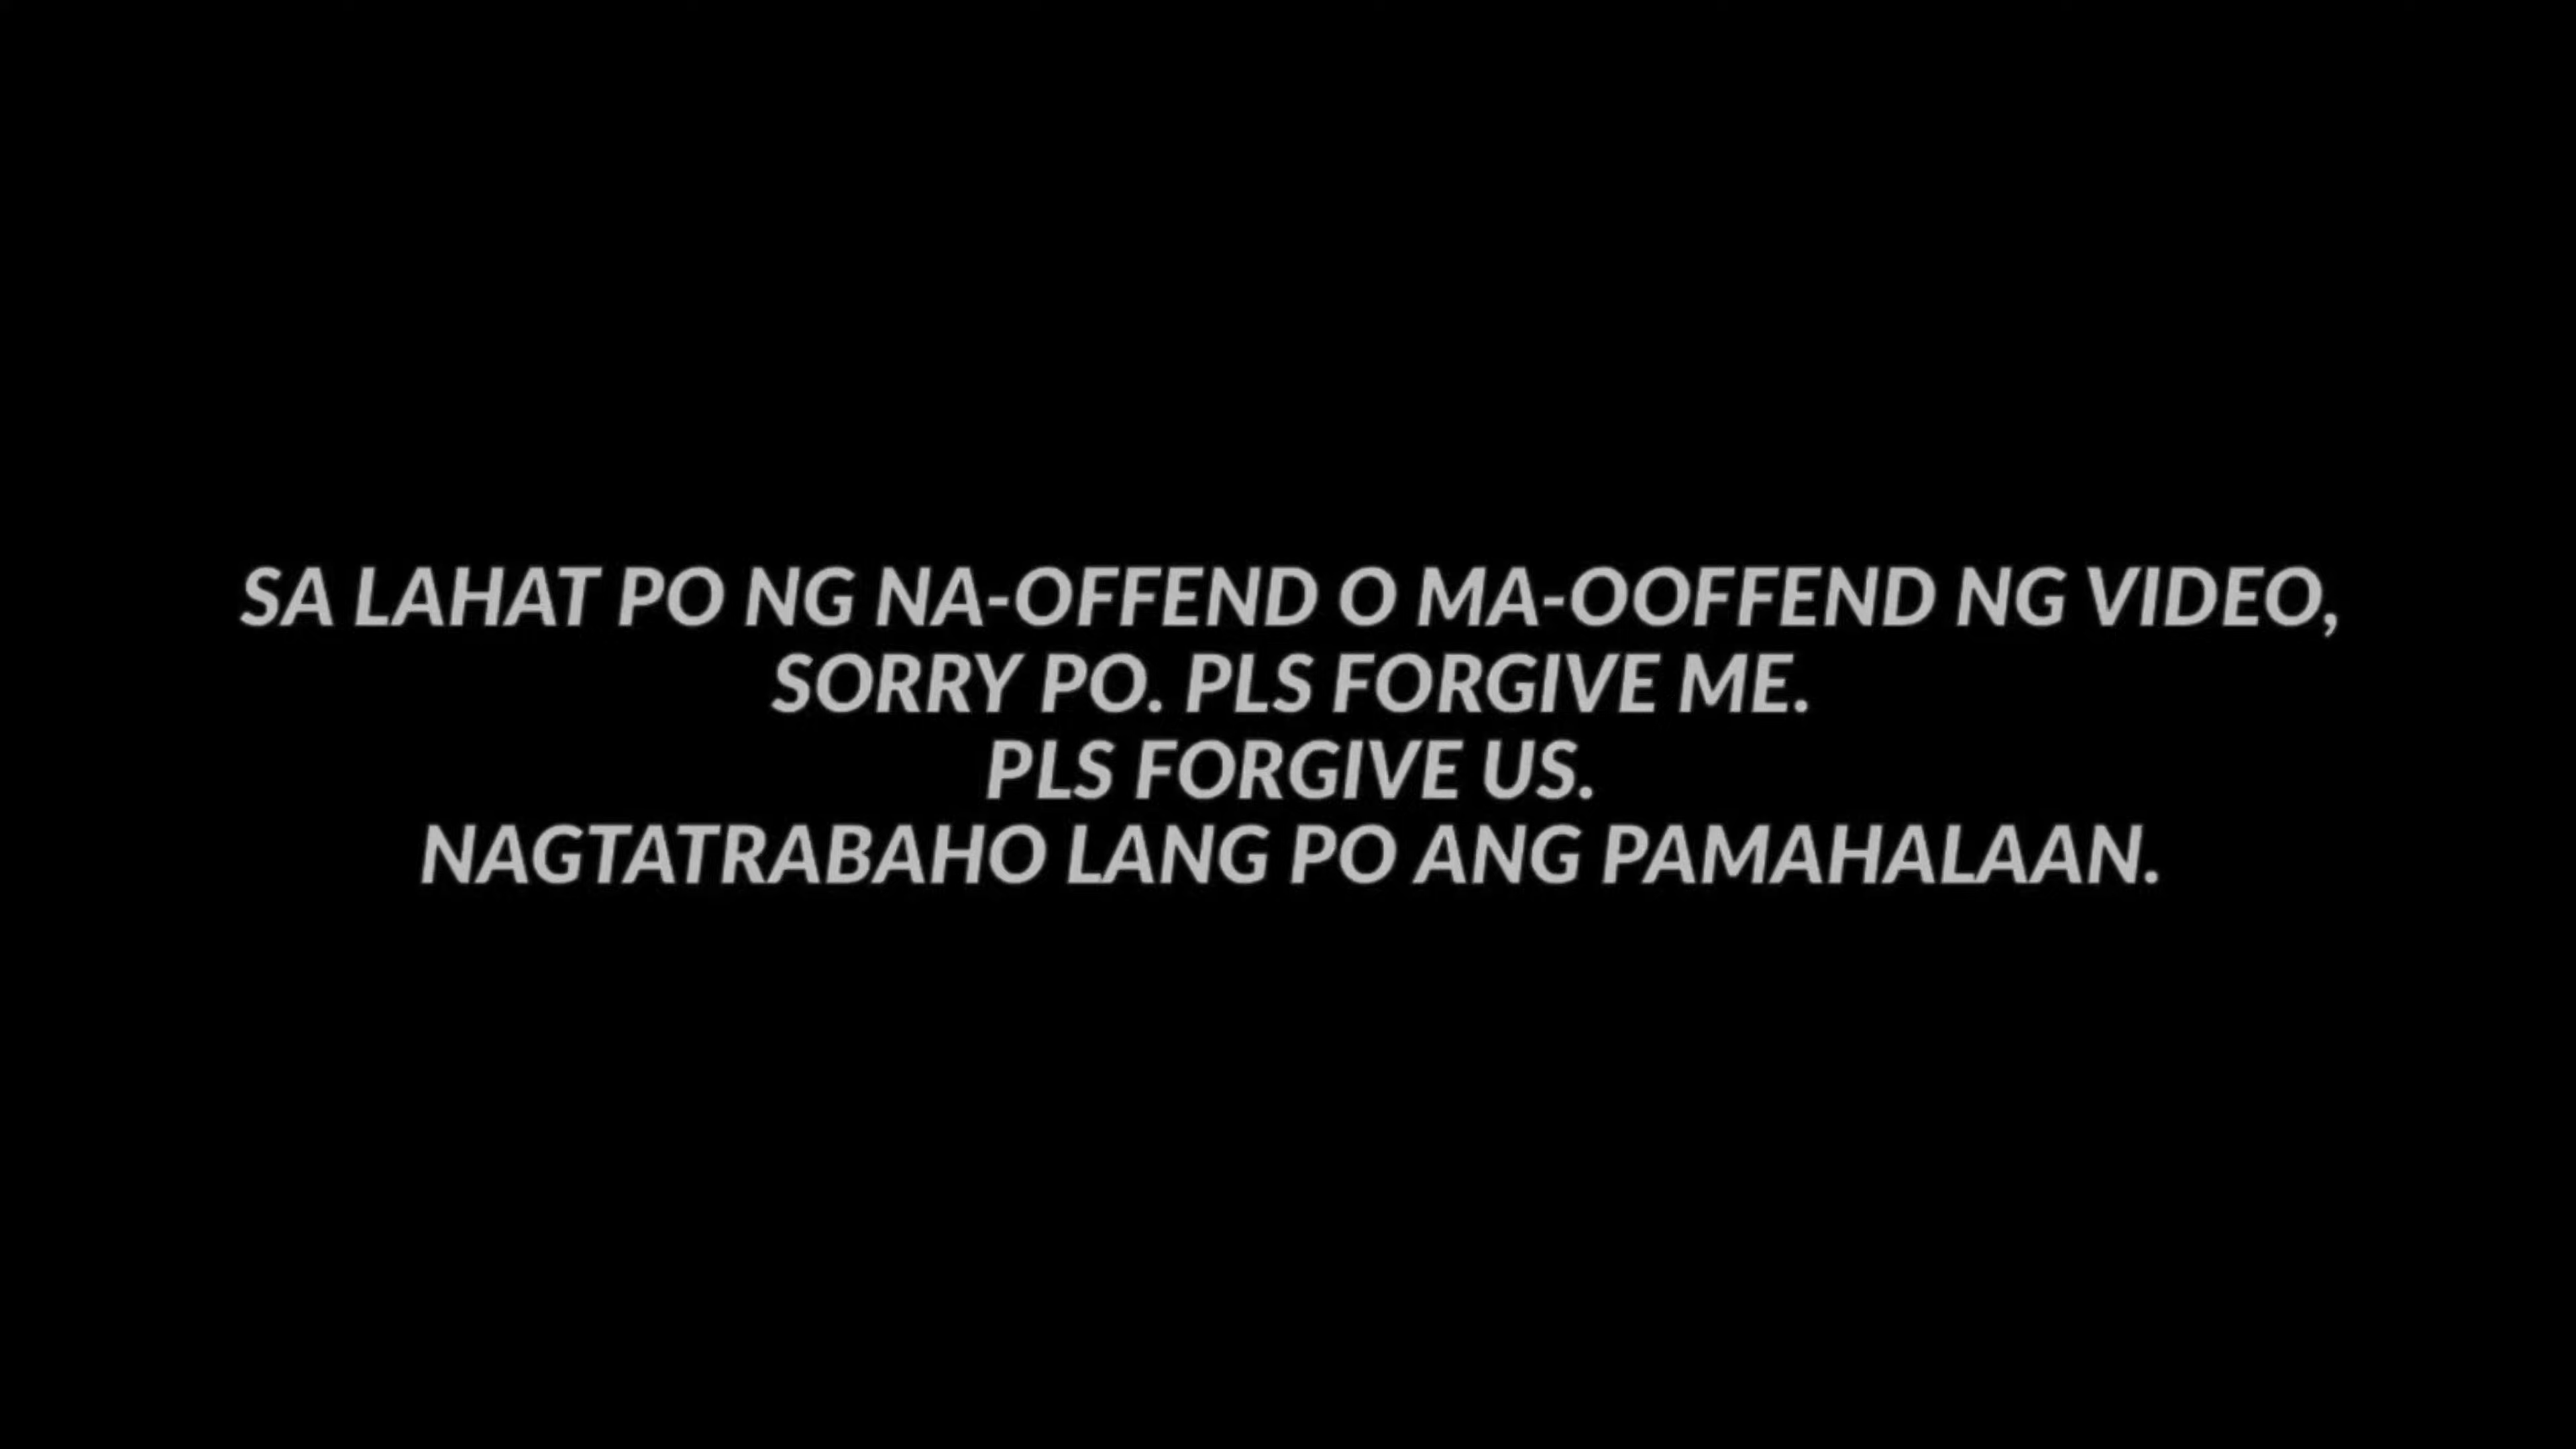 SA LAHAT PO NG NA-OFFEND O MA-OOFFEND NG VIDEO,
SORRY PO. PLS FORGIVE ME.
PLS FORGIVE US.
NAGTATRABAHO LANG PO ANG PAMAHALAAN.